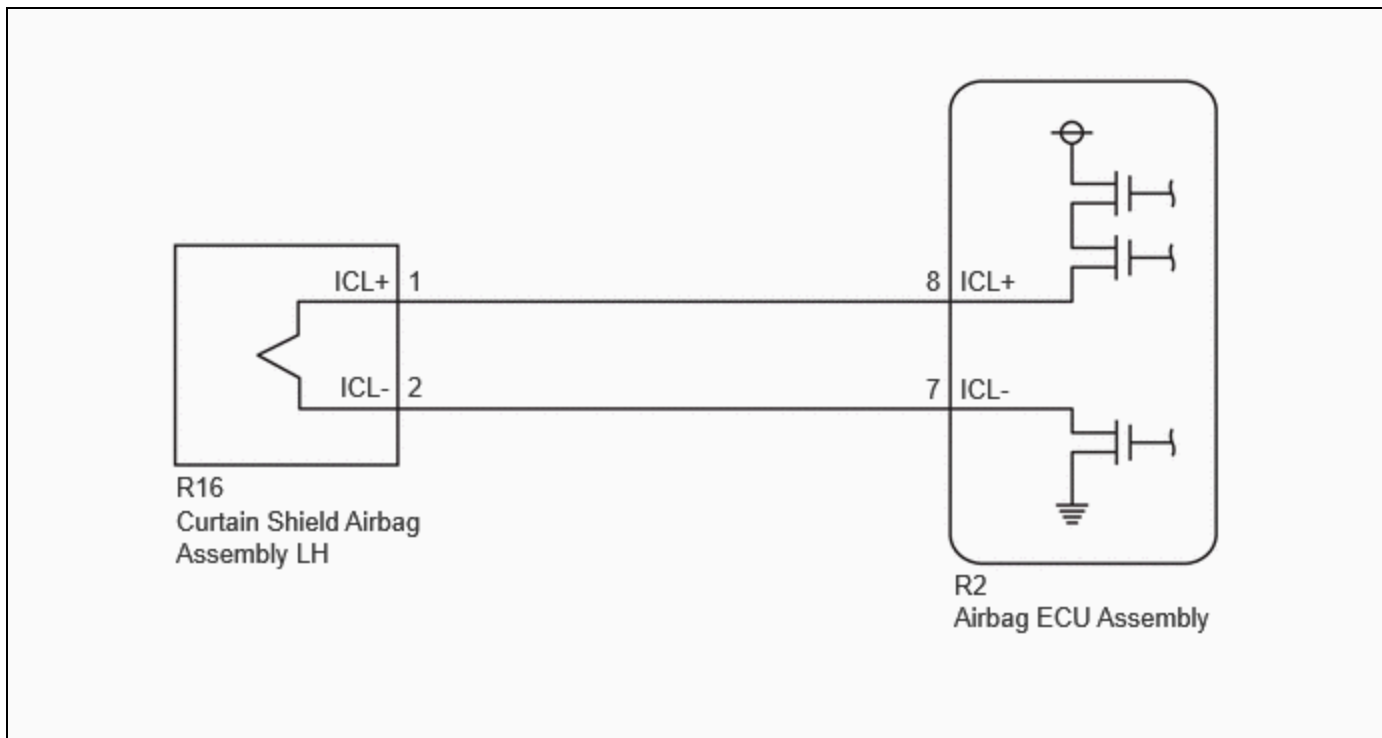 ICL+ 1
8 ICL+
ICL- 2
7 ICL-
R16
Curtain Shield Airbag
Assembly LH
R2
Airbag ECU Assembly